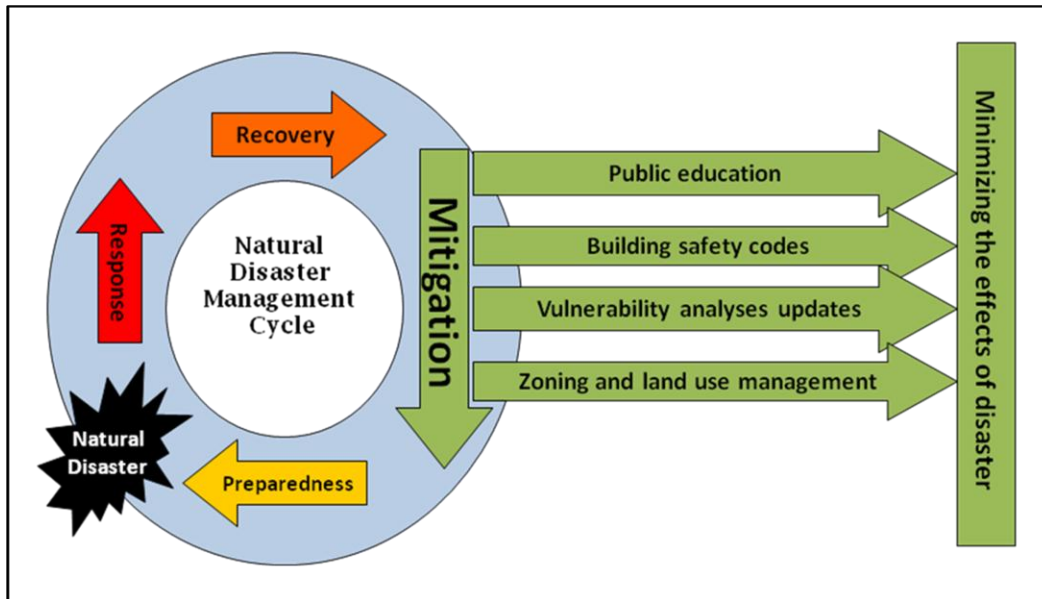 Recovery
Response
Natural
Disaster
Management
Cycle
Mitigation
Natural
Disaster
Preparedness
Public education
Building safety codes
Vulnerability analyses updates
Zoning and land use management
Minimizing the effects of disaster